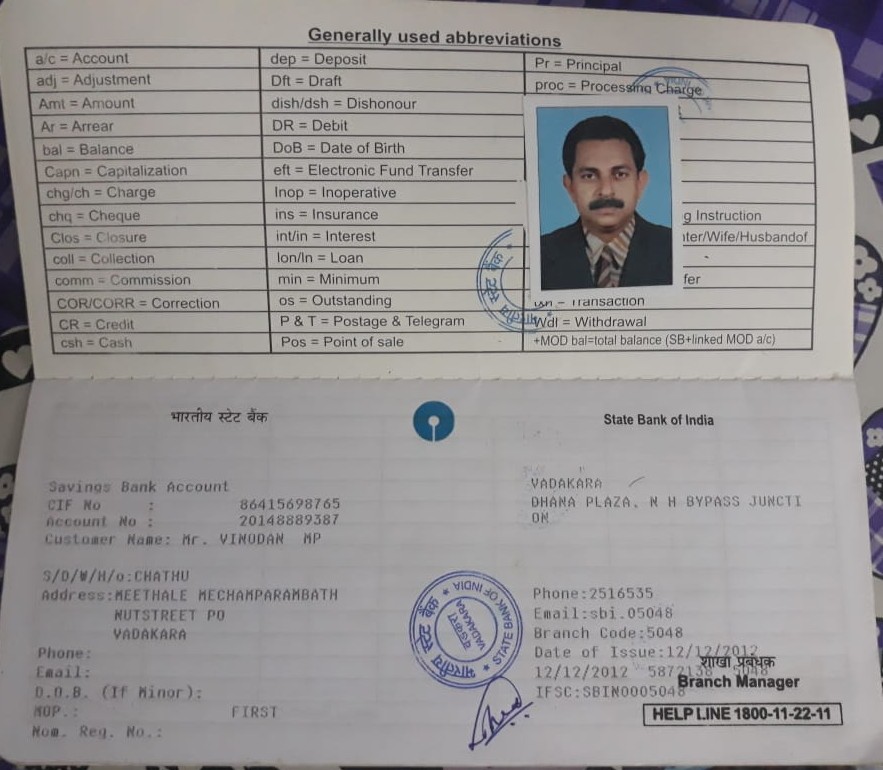 Generally used abbreviations
a/c = Account dep = Deposit Pr = Principal
adj = Adjustment Dft = Draft proc = Processing Charge
Amt = Amount dish/dsh = Dishonour
Ar = Arrear DR = Debit
bal = Balance DoB = Date of Birth
Capn = Capitalization eft = Electronic Fund Transfer
chg/ch = Charge Inop = Inoperative
chq = Cheque ins = Insurance g Instruction
Clos = Closure int/in = Interest ter/Wife/Husbandof
coll = Collection lon/ln = Loan
comm = Commission min = Minimum fer
COR/CORR = Correction os = Outstanding = Transaction
CR = Credit P & T = Postage & Telegram Wdl = Withdrawal
csh = Cash Pos = Point of sale +MOD bal=total balance (SB+linked MOD a/c)
भारतीय स्टेट बैंक
भारतीय स्टेट बैंक State Bank of India
Savings Bank Account VADAKARA
CIF No : 86415698765 DHANA PLAZA, N H BYPASS JUNCTI
Account No : 20148889387 ON
Customer Name: Mr. VINODAN MP
S/D/W/H/o:CHATHU
Address:MEETHALE MECHAMPARAMBATH Phone:2516535
NUTSTREET PO Email:sbi.05048
VADAKARA Branch Code:5048
Phone: Date of Issue:12/12/2012
Email: 12/12/2012 5872138 5048
D.O.B. (If Minor): IFSC:SBIN0005048
MOP.: FIRST
Nom. Reg. No.:
शाखा प्रबंधक
Branch Manager
HELP LINE 1800-11-22-11
भारतीय स्टेट बैंक
STATE BANK OF INDIA
वडकरा
VADAKARA